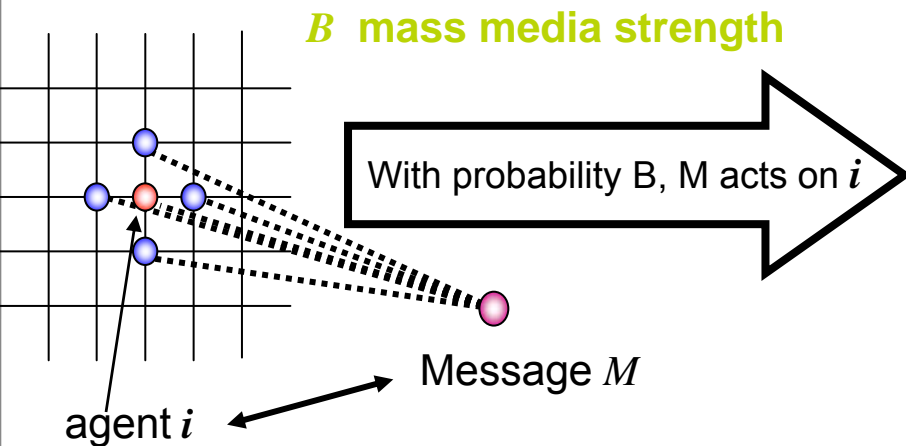 B mass media strength
With probability B, M acts on i
Message M
agent i